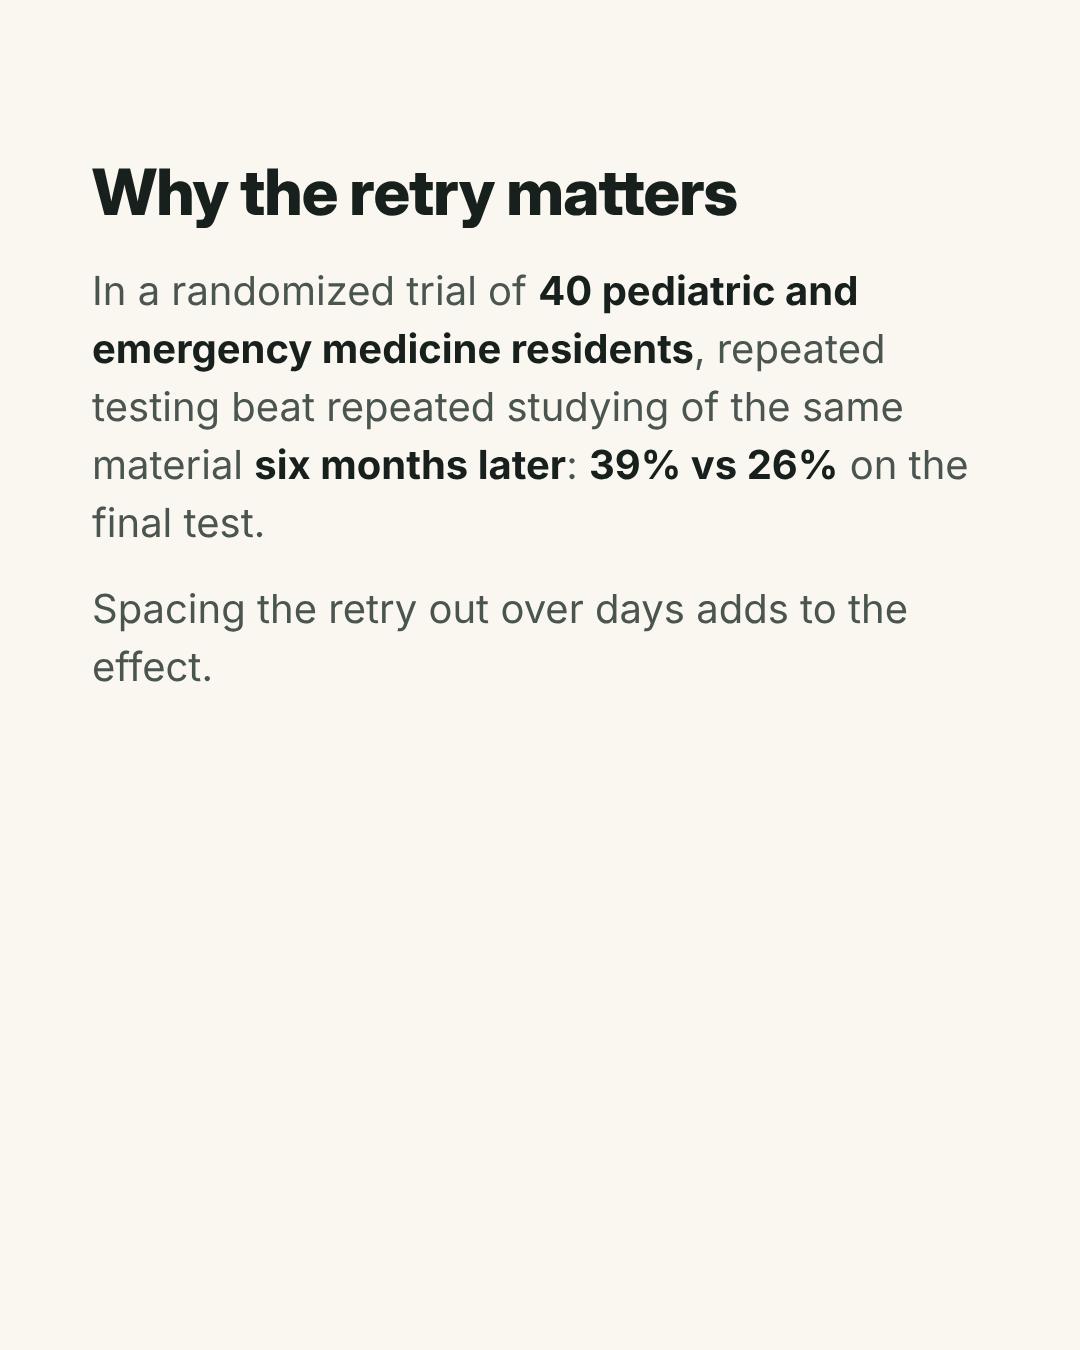 Why the retry matters
In a randomized trial of 40 pediatric and
emergency medicine residents, repeated
testing beat repeated studying of the same
material six months later: 39% vs 26% on the
final test.
Spacing the retry out over days adds to the
effect.